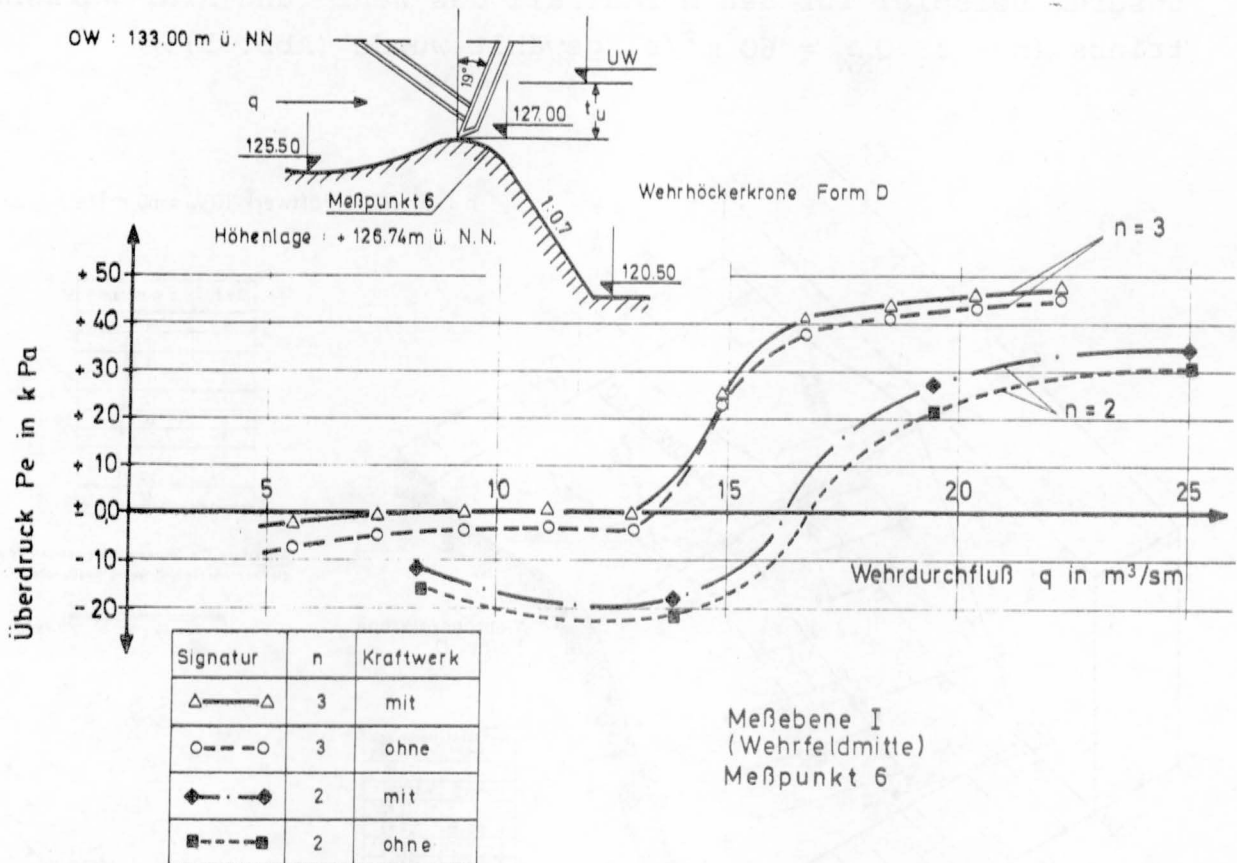 OW : 133.00 m ü. NN
19°
UW
q
t u
127.00
125.50
Meßpunkt 6
Wehrhöckerkrone Form D
1:0.7
Höhenlage : + 126.74m ü. N.N.
n = 3
120.50
+ 50
+ 40
+ 30
+ 20
+ 10
± 0,0
- 10
- 20
Überdruck Pe in k Pa
5
10
15
20
25
n = 2
Wehrdurchfluß q in m³/sm
Signatur n Kraftwerk
3 mit
3 ohne
2 mit
2 ohne
Meßebene I
(Wehrfeldmitte)
Meßpunkt 6